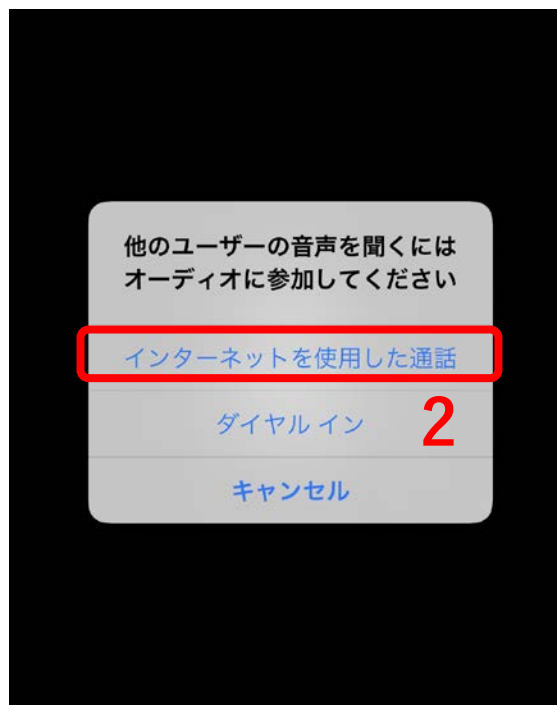 他のユーザーの音声を聞くには
オーディオに参加してください
インターネットを使用した通話
ダイヤル イン
2
キャンセル